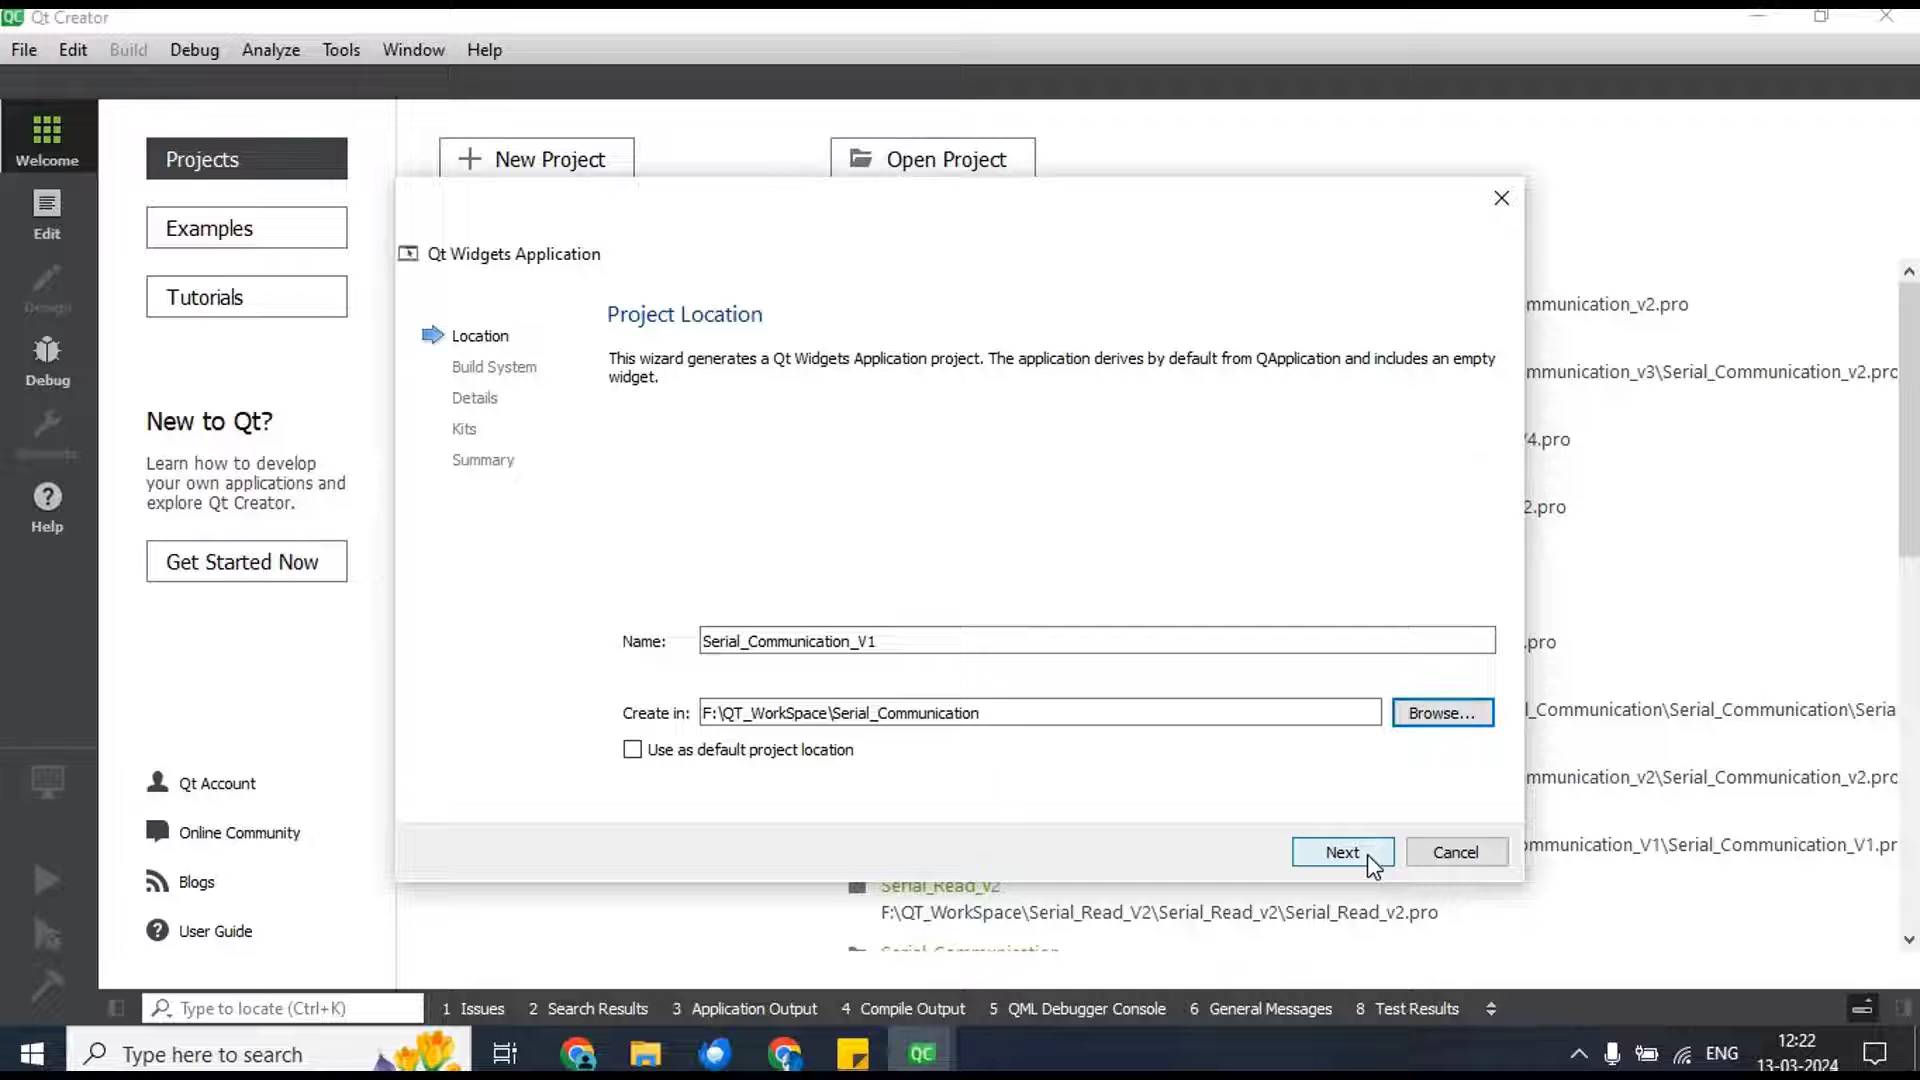 QC Qt Creator
File Edit Build Debug Analyze Tools Window Help
Welcome
Edit
Design
Debug
Help
Projects
Examples
Tutorials
New to Qt?
Learn how to develop
your own applications and
explore Qt Creator.
Get Started Now
Qt Account
Online Community
Blogs
User Guide
New Project
Open Project
Qt Widgets Application
Location
Build System
Details
Kits
Summary
Project Location
This wizard generates a Qt Widgets Application project. The application derives by default from QApplication and includes an empty
widget.
Name: Serial_Communication_V1
Create in: F:\QT_WorkSpace\Serial_Communication Browse...
Use as default project location
Next Cancel
mmunication_v2.pro
mmunication_v3\Serial_Communication_v2.pro
4.pro
2.pro
.pro
l_Communication\Serial_Communication\Seria
mmunication_v2\Serial_Communication_v2.pro
mmunication_V1\Serial_Communication_V1.pr
Serial_Read_v2
F:\QT_WorkSpace\Serial_Read_V2\Serial_Read_v2\Serial_Read_v2.pro
Serial_Communication
Type to locate (Ctrl+K) 1 Issues 2 Search Results 3 Application Output 4 Compile Output 5 QML Debugger Console 6 General Messages 8 Test Results
Type here to search QC ENG
12:22
13-03-2024